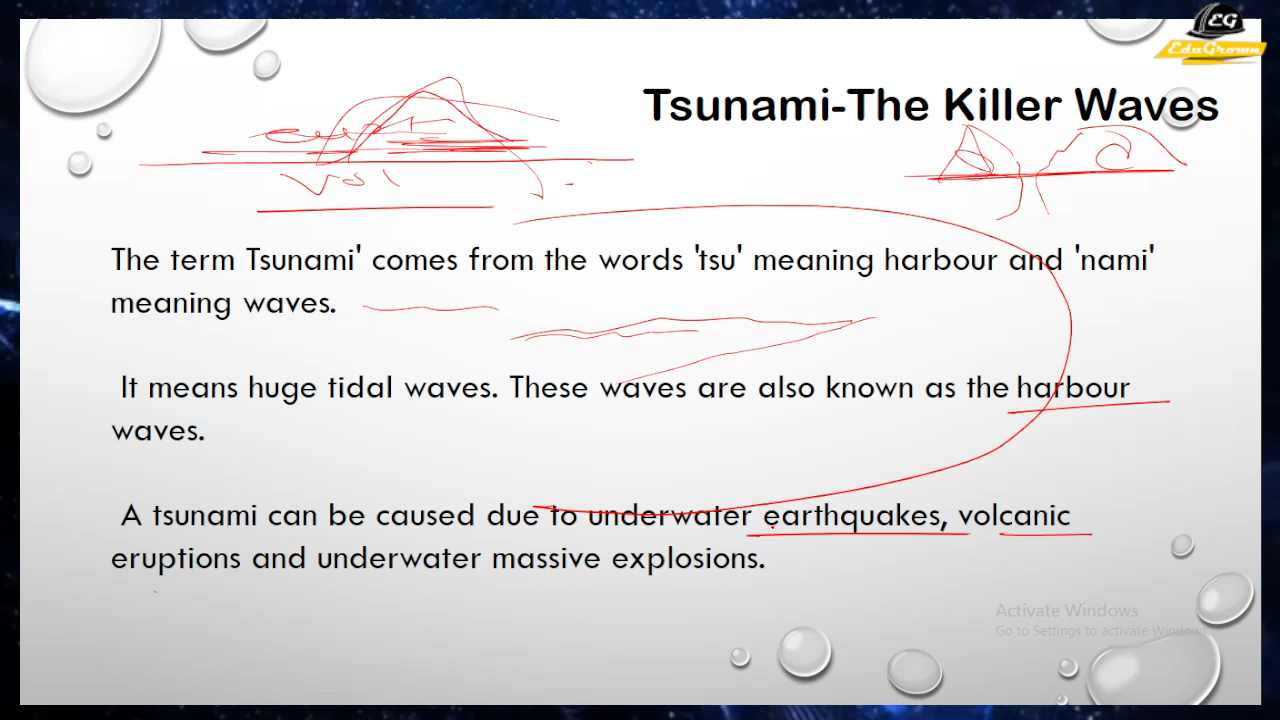 EG
EduGrown
Tsunami-The Killer Waves
Vol
The term Tsunami' comes from the words 'tsu' meaning harbour and 'nami'
meaning waves.
It means huge tidal waves. These waves are also known as the harbour
waves.
A tsunami can be caused due to underwater earthquakes, volcanic
eruptions and underwater massive explosions.
Activate Windows
Go to Settings to activate Windows.